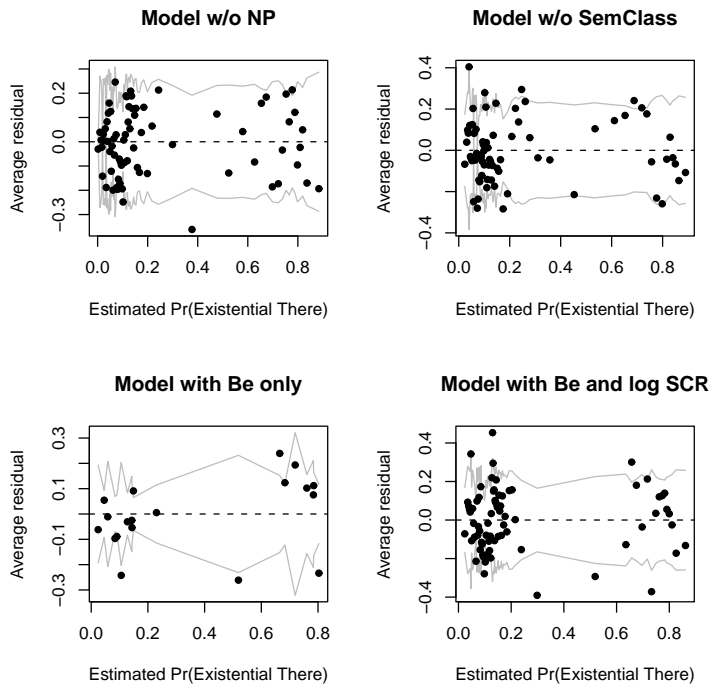 Model w/o NP
Average residual
0.2
0.0
−0.3
0.0 0.2 0.4 0.6 0.8
Estimated Pr(Existential There)
Model w/o SemClass
Average residual
0.4
0.0
−0.4
0.0 0.2 0.4 0.6 0.8
Estimated Pr(Existential There)
Model with Be only
Average residual
0.3
0.1
−0.1
−0.3
0.0 0.2 0.4 0.6 0.8
Estimated Pr(Existential There)
Model with Be and log SCR
Average residual
0.4
0.0
−0.4
0.0 0.2 0.4 0.6 0.8
Estimated Pr(Existential There)